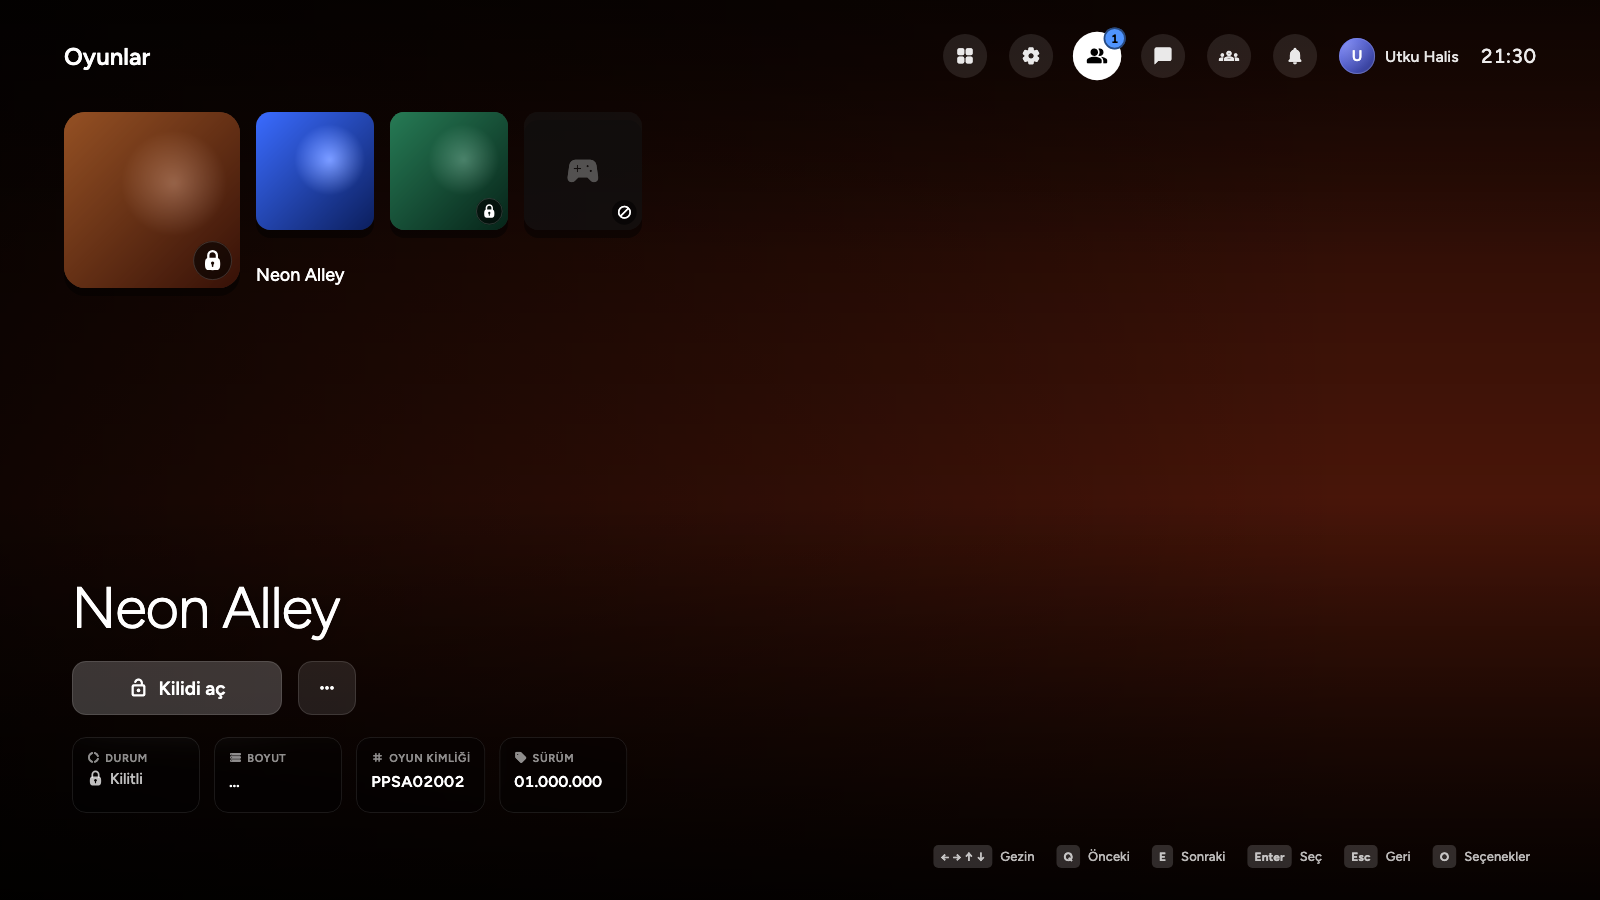 Oyunlar
1
U
Utku Halis
21:30
Neon Alley
Neon Alley
Kilidi aç
DURUM
Kilitli
BOYUT
...
OYUN KİMLİĞİ
PPSA02002
SÜRÜM
01.000.000
Gezin
Q Önceki
E Sonraki
Enter Seç
Esc Geri
O Seçenekler